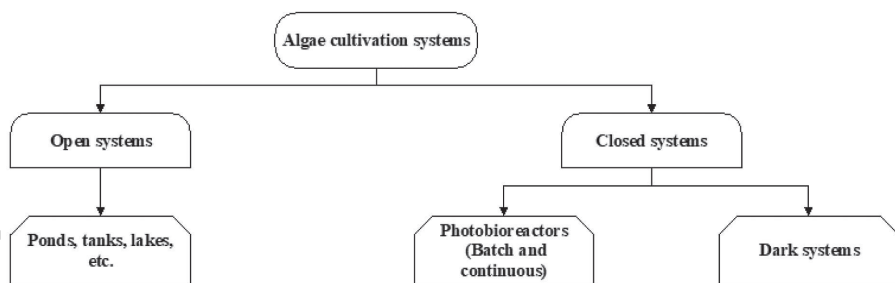 Algae cultivation systems
Open systems
Closed systems
Ponds, tanks, lakes,
etc.
Photobioreactors
(Batch and
continuous)
Dark systems